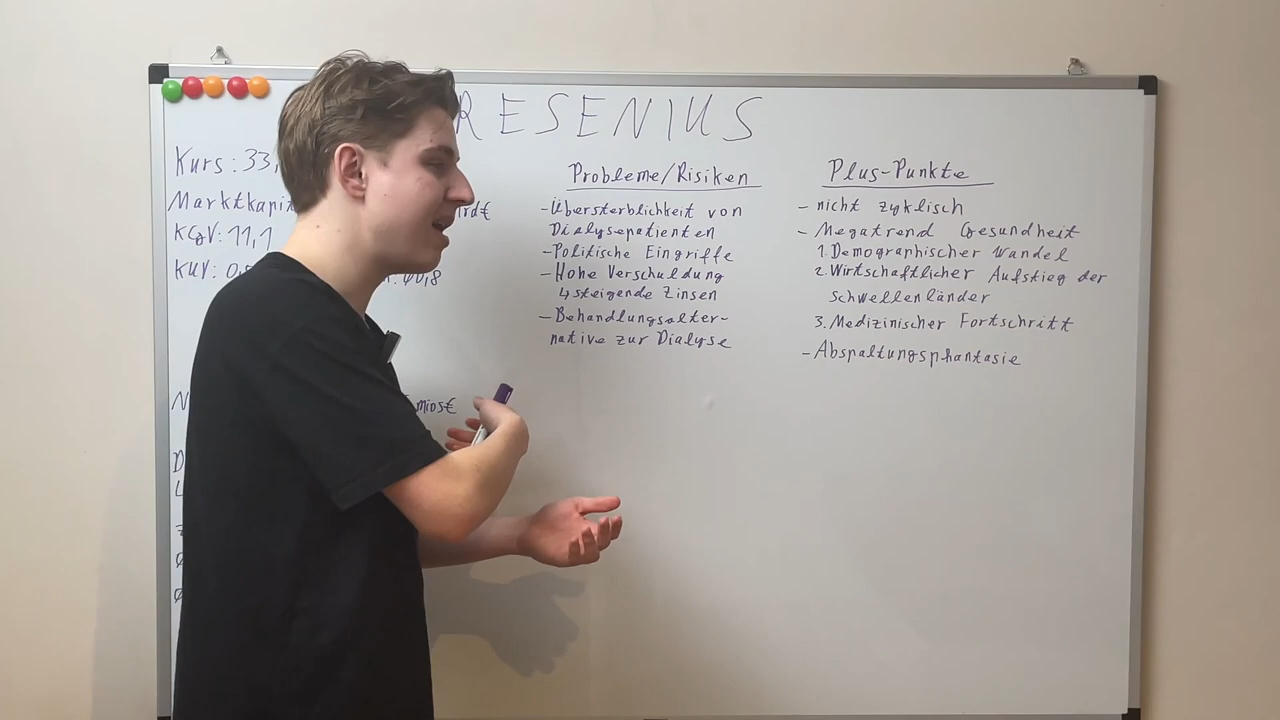 RESENIUS
Kurs: 33,
Marktkapi
KGV: 11,1
KUV: 0,
mios€
Probleme/Risiken
- Übersterblichkeit von
Dialysepatienten
- Politische Eingriffe
- Hohe Verschuldung
↳ steigende Zinsen
- Behandlungsalter-
native zur Dialyse
Plus-Punkte
- nicht zyklisch
- Megatrend Gesundheit
1. Demographischer Wandel
2. Wirtschaftlicher Aufstieg der
Schwellenländer
3. Medizinischer Fortschritt
- Abspaltungsphantasie